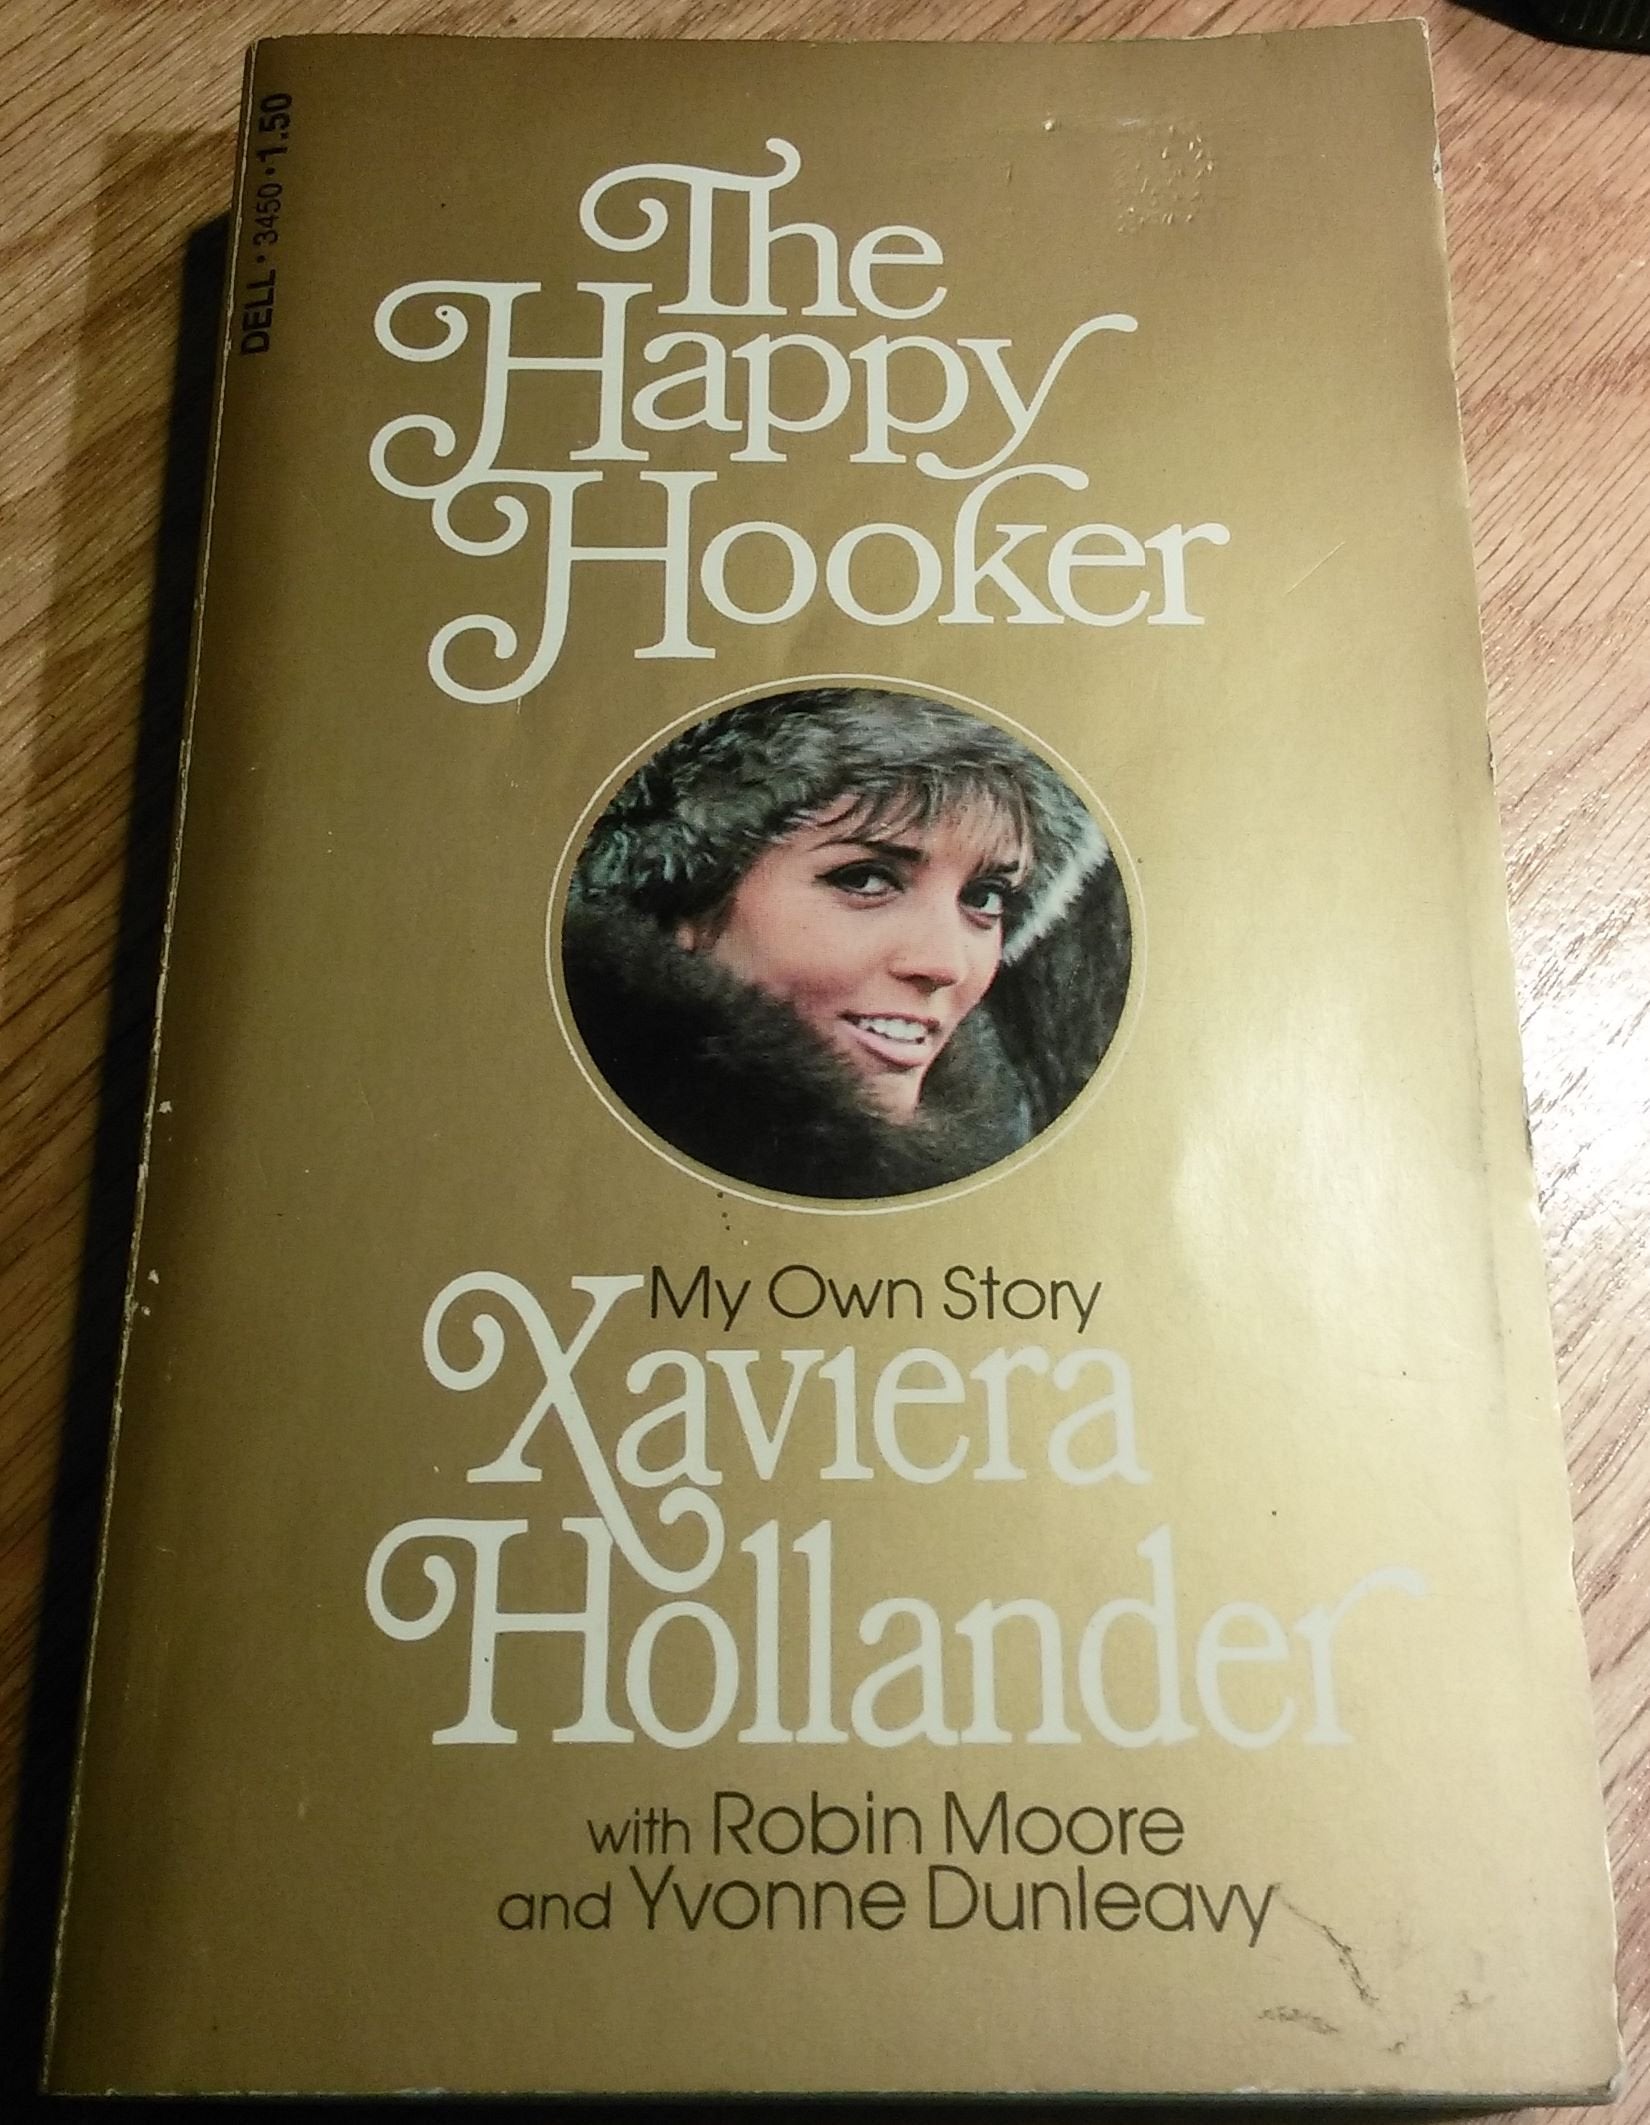 DELL • 3450 • 1.50
The
Happy
Hooker
My Own Story
Xaviera
Hollander
with Robin Moore
and Yvonne Dunleavy